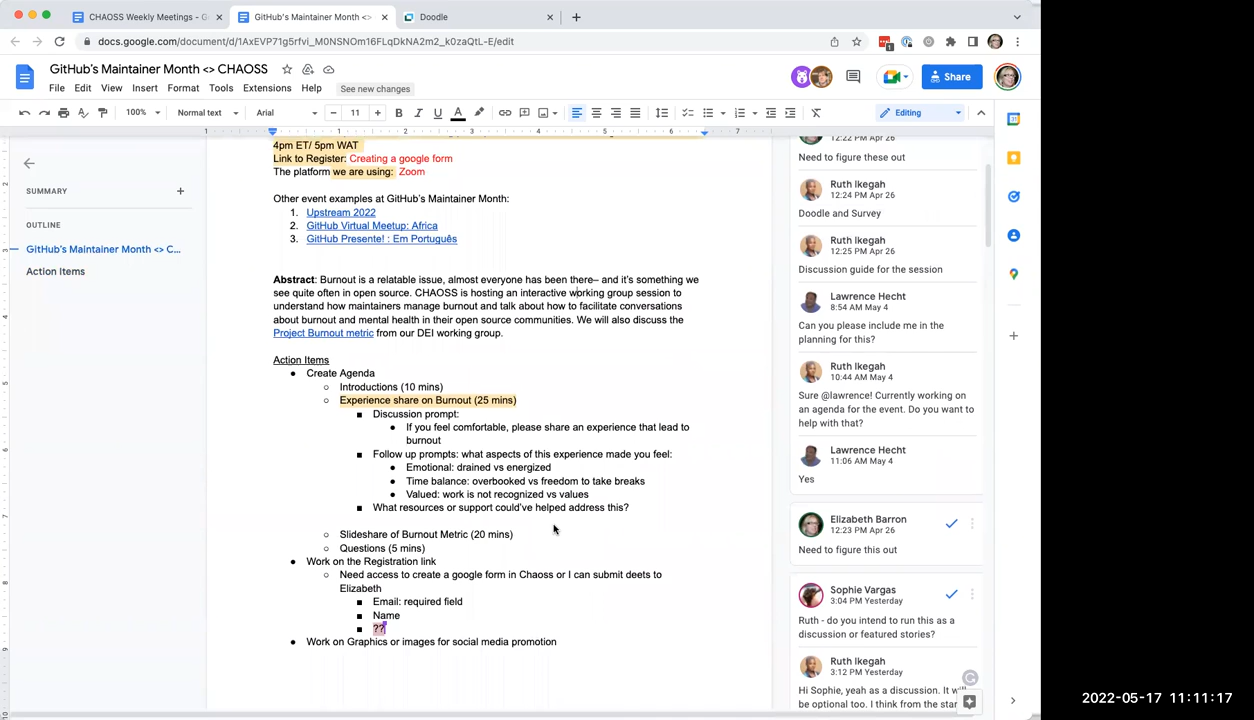 CHAOSS Weekly Meetings - G
GitHub's Maintainer Month <>
Doodle
docs.google.com/document/d/1AxEVP71g5rfvi_M0NSNOm16FLqDkNA2m2_k0zaQtL-E/edit
GitHub's Maintainer Month <> CHAOSS
File Edit View Insert Format Tools Extensions Help See new changes
Share
100% Normal text Arial 11 Editing
1 1 2 3 4 5 6 7
4pm ET/ 5pm WAT
Link to Register: Creating a google form
The platform we are using: Zoom
Other event examples at GitHub's Maintainer Month:
1. Upstream 2022
2. GitHub Virtual Meetup: Africa
3. GitHub Presente! : Em Português
Abstract: Burnout is a relatable issue, almost everyone has been there– and it's something we
see quite often in open source. CHAOSS is hosting an interactive working group session to
understand how maintainers manage burnout and talk about how to facilitate conversations
about burnout and mental health in their open source communities. We will also discuss the
Project Burnout metric from our DEI working group.
Action Items
● Create Agenda
○ Introductions (10 mins)
○ Experience share on Burnout (25 mins)
■ Discussion prompt:
● If you feel comfortable, please share an experience that lead to
burnout
■ Follow up prompts: what aspects of this experience made you feel:
● Emotional: drained vs energized
● Time balance: overbooked vs freedom to take breaks
● Valued: work is not recognized vs values
■ What resources or support could've helped address this?
○ Slideshare of Burnout Metric (20 mins)
○ Questions (5 mins)
● Work on the Registration link
○ Need access to create a google form in Chaoss or I can submit deets to
Elizabeth
■ Email: required field
■ Name
■ ??
● Work on Graphics or images for social media promotion
SUMMARY
OUTLINE
GitHub's Maintainer Month <> C...
Action Items
12:22 PM Apr 26
Need to figure these out
Ruth Ikegah
12:24 PM Apr 26
Doodle and Survey
Ruth Ikegah
12:25 PM Apr 26
Discussion guide for the session
Lawrence Hecht
8:54 AM May 4
Can you please include me in the
planning for this?
Ruth Ikegah
10:44 AM May 4
Sure @lawrence! Currently working on
an agenda for the event. Do you want to
help with that?
Lawrence Hecht
11:06 AM May 4
Yes
Elizabeth Barron
12:23 PM Apr 26
Need to figure this out
Sophie Vargas
3:04 PM Yesterday
Ruth - do you intend to run this as a
discussion or featured stories?
Ruth Ikegah
3:12 PM Yesterday
Hi Sophie, yeah as a discussion. It will
be optional too. I think from the star
2022-05-17 11:11:17